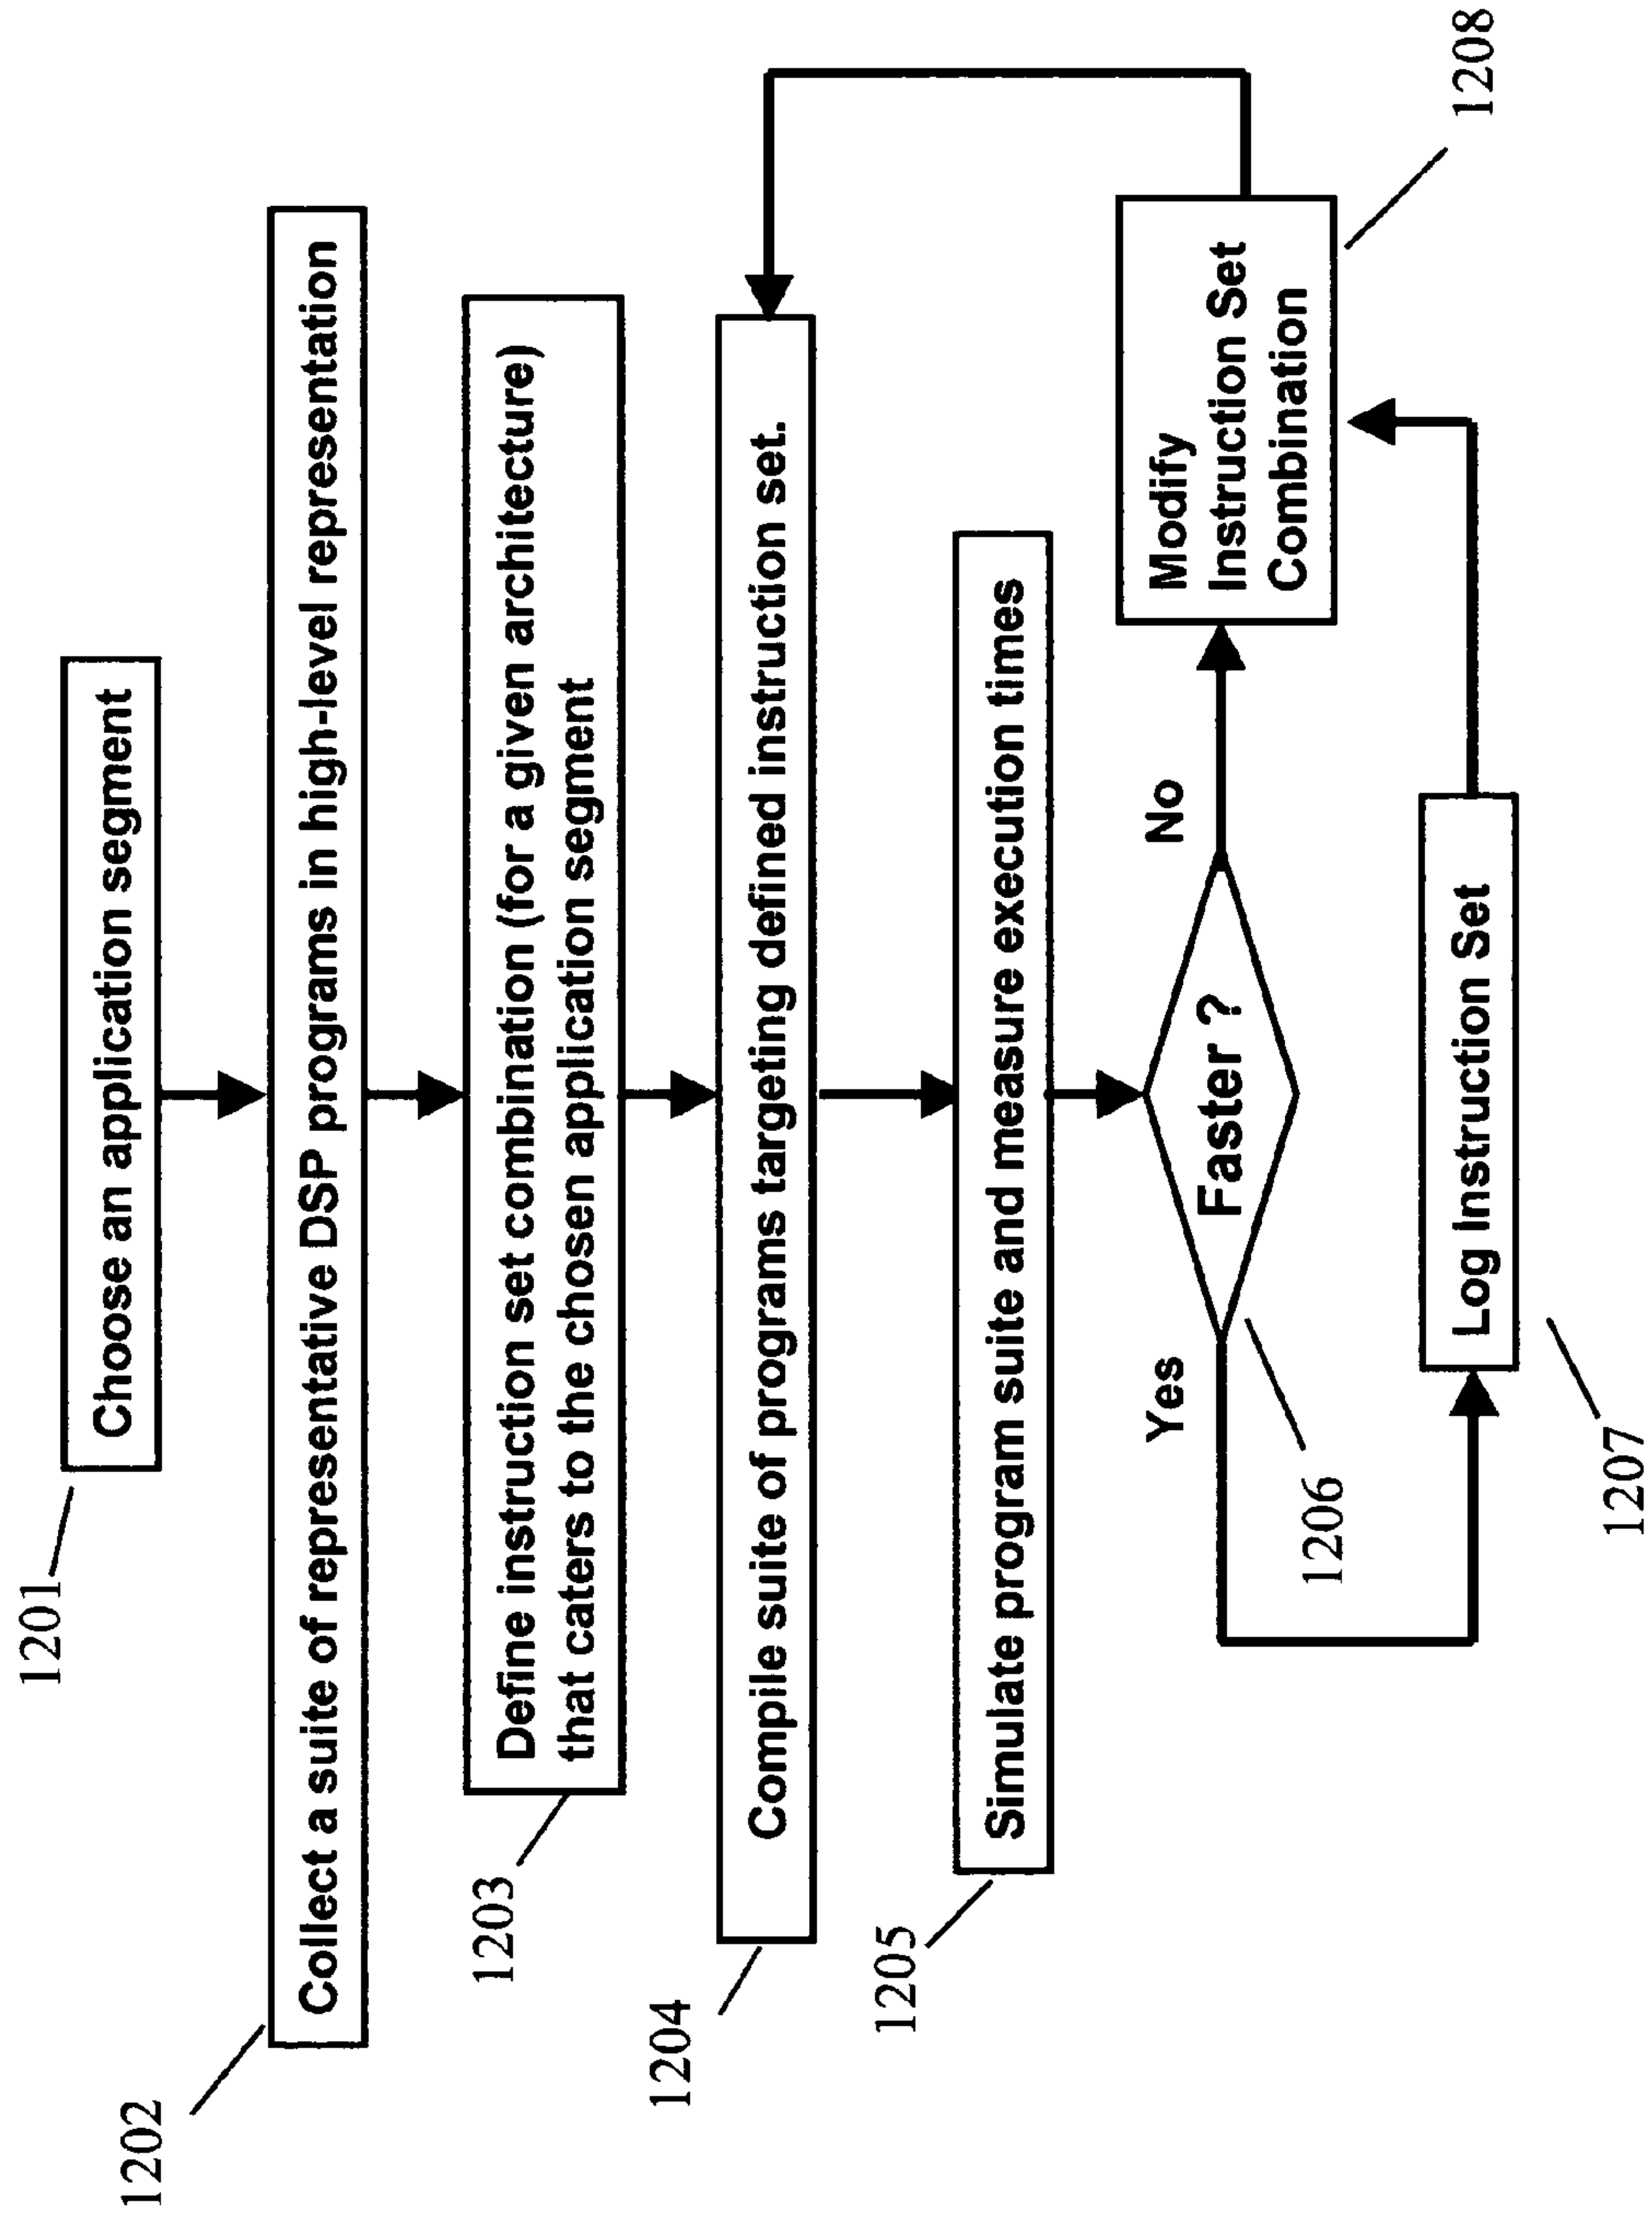 1201
Choose an application segment
1202
Collect a suite of representative DSP programs in high-level representation
1203
Define instruction set combination (for a given architecture)
that caters to the chosen application segment
1204
Compile suite of programs targeting defined instruction set.
1205
Simulate program suite and measure execution times
Yes
Faster ?
No
1206
Modify
Instruction Set
Combination
1208
Log Instruction Set
1207